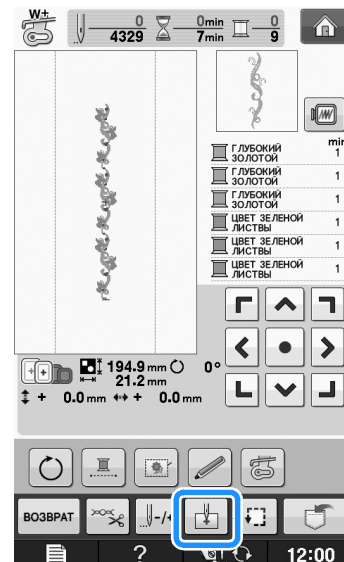 W+
0 0min 0
4329 7min 9
min
ГЛУБОКИЙ
ЗОЛОТОЙ 1
ГЛУБОКИЙ
ЗОЛОТОЙ 1
ГЛУБОКИЙ
ЗОЛОТОЙ 1
ЦВЕТ ЗЕЛЕНОЙ
ЛИСТВЫ 1
ЦВЕТ ЗЕЛЕНОЙ
ЛИСТВЫ 1
ЦВЕТ ЗЕЛЕНОЙ
ЛИСТВЫ 1
194.9 mm 0°
21.2 mm
+ 0.0 mm + 0.0 mm
ВОЗВРАТ -/+
? 12:00